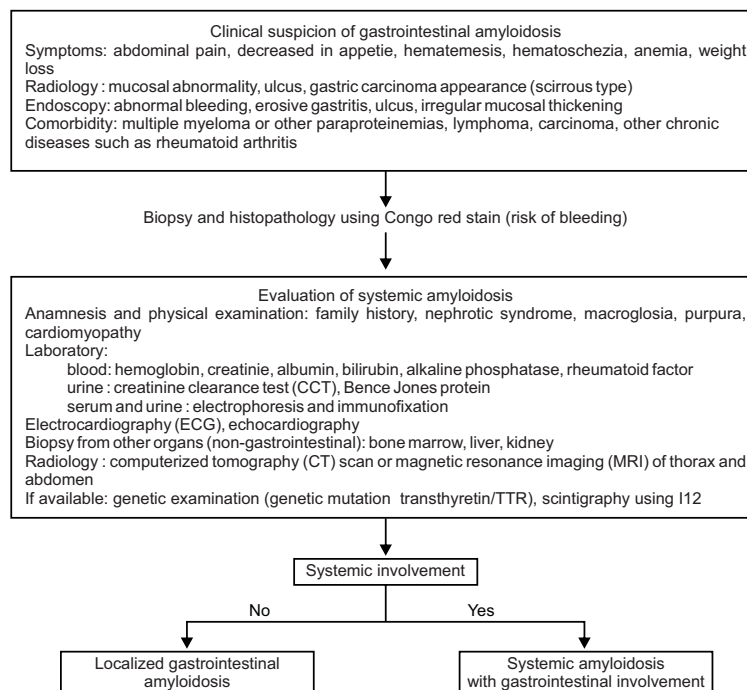 Clinical suspicion of gastrointestinal amyloidosis
Symptoms: abdominal pain, decreased in appetie, hematemesis, hematoschezia, anemia, weight
loss
Radiology : mucosal abnormality, ulcus, gastric carcinoma appearance (scirrous type)
Endoscopy: abnormal bleeding, erosive gastritis, ulcus, irregular mucosal thickening
Comorbidity: multiple myeloma or other paraproteinemias, lymphoma, carcinoma, other chronic
diseases such as rheumatoid arthritis
Biopsy and histopathology using Congo red stain (risk of bleeding)
Evaluation of systemic amyloidosis
Anamnesis and physical examination: family history, nephrotic syndrome, macroglosia, purpura,
cardiomyopathy
Laboratory:
blood: hemoglobin, creatinie, albumin, bilirubin, alkaline phosphatase, rheumatoid factor
urine : creatinine clearance test (CCT), Bence Jones protein
serum and urine : electrophoresis and immunofixation
Electrocardiography (ECG), echocardiography
Biopsy from other organs (non-gastrointestinal): bone marrow, liver, kidney
Radiology : computerized tomography (CT) scan or magnetic resonance imaging (MRI) of thorax and
abdomen
If available: genetic examination (genetic mutation transthyretin/TTR), scintigraphy using I12
Systemic involvement
No
Yes
Localized gastrointestinal
amyloidosis
Systemic amyloidosis
with gastrointestinal involvement